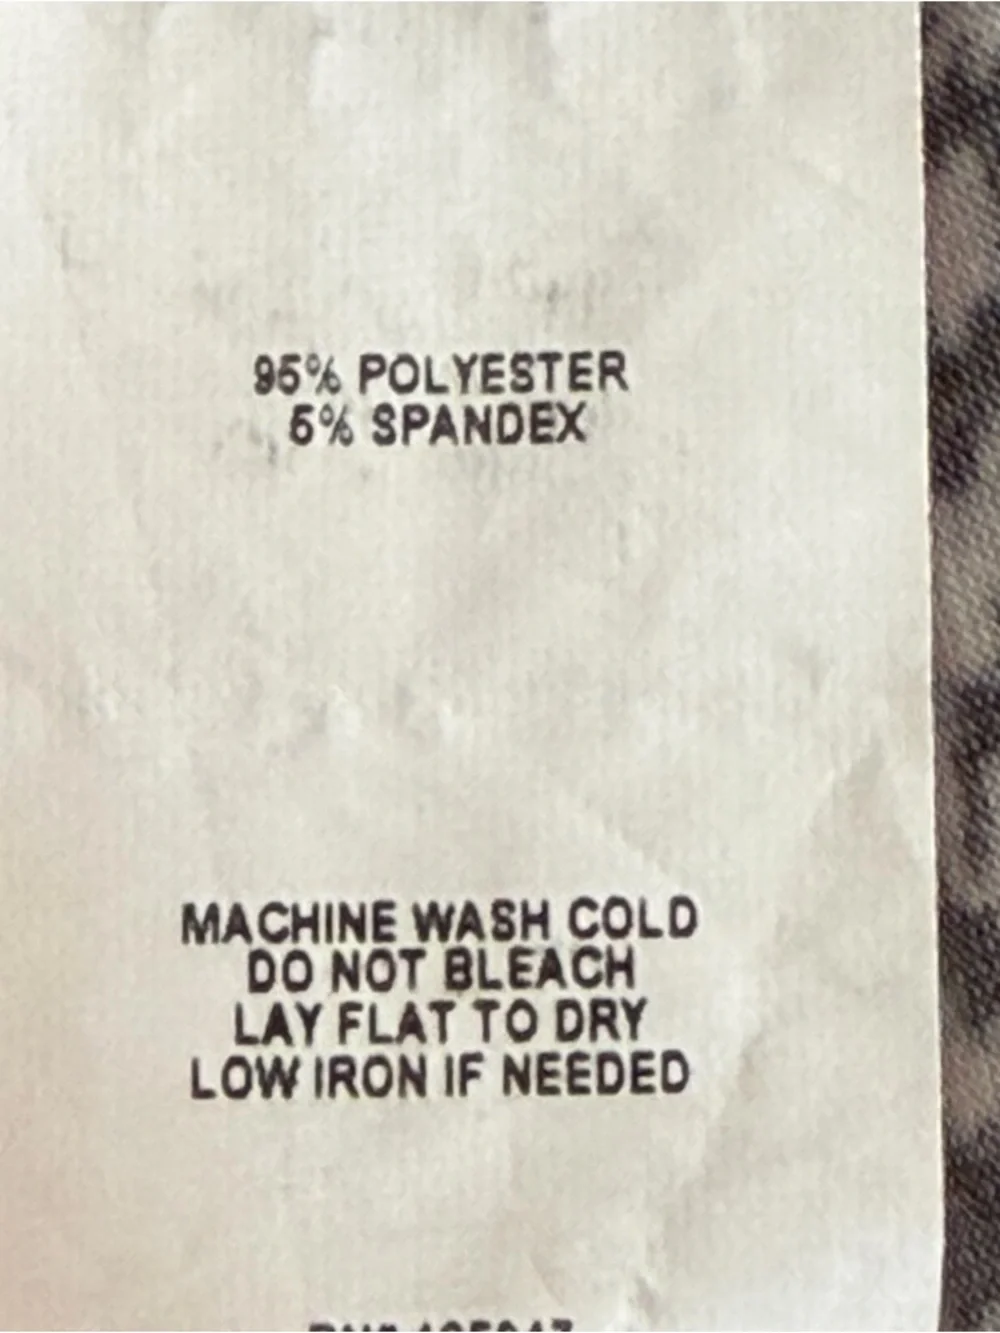 95% POLYESTER
5% SPANDEX
MACHINE WASH COLD
DO NOT BLEACH
LAY FLAT TO DRY
LOW IRON IF NEEDED